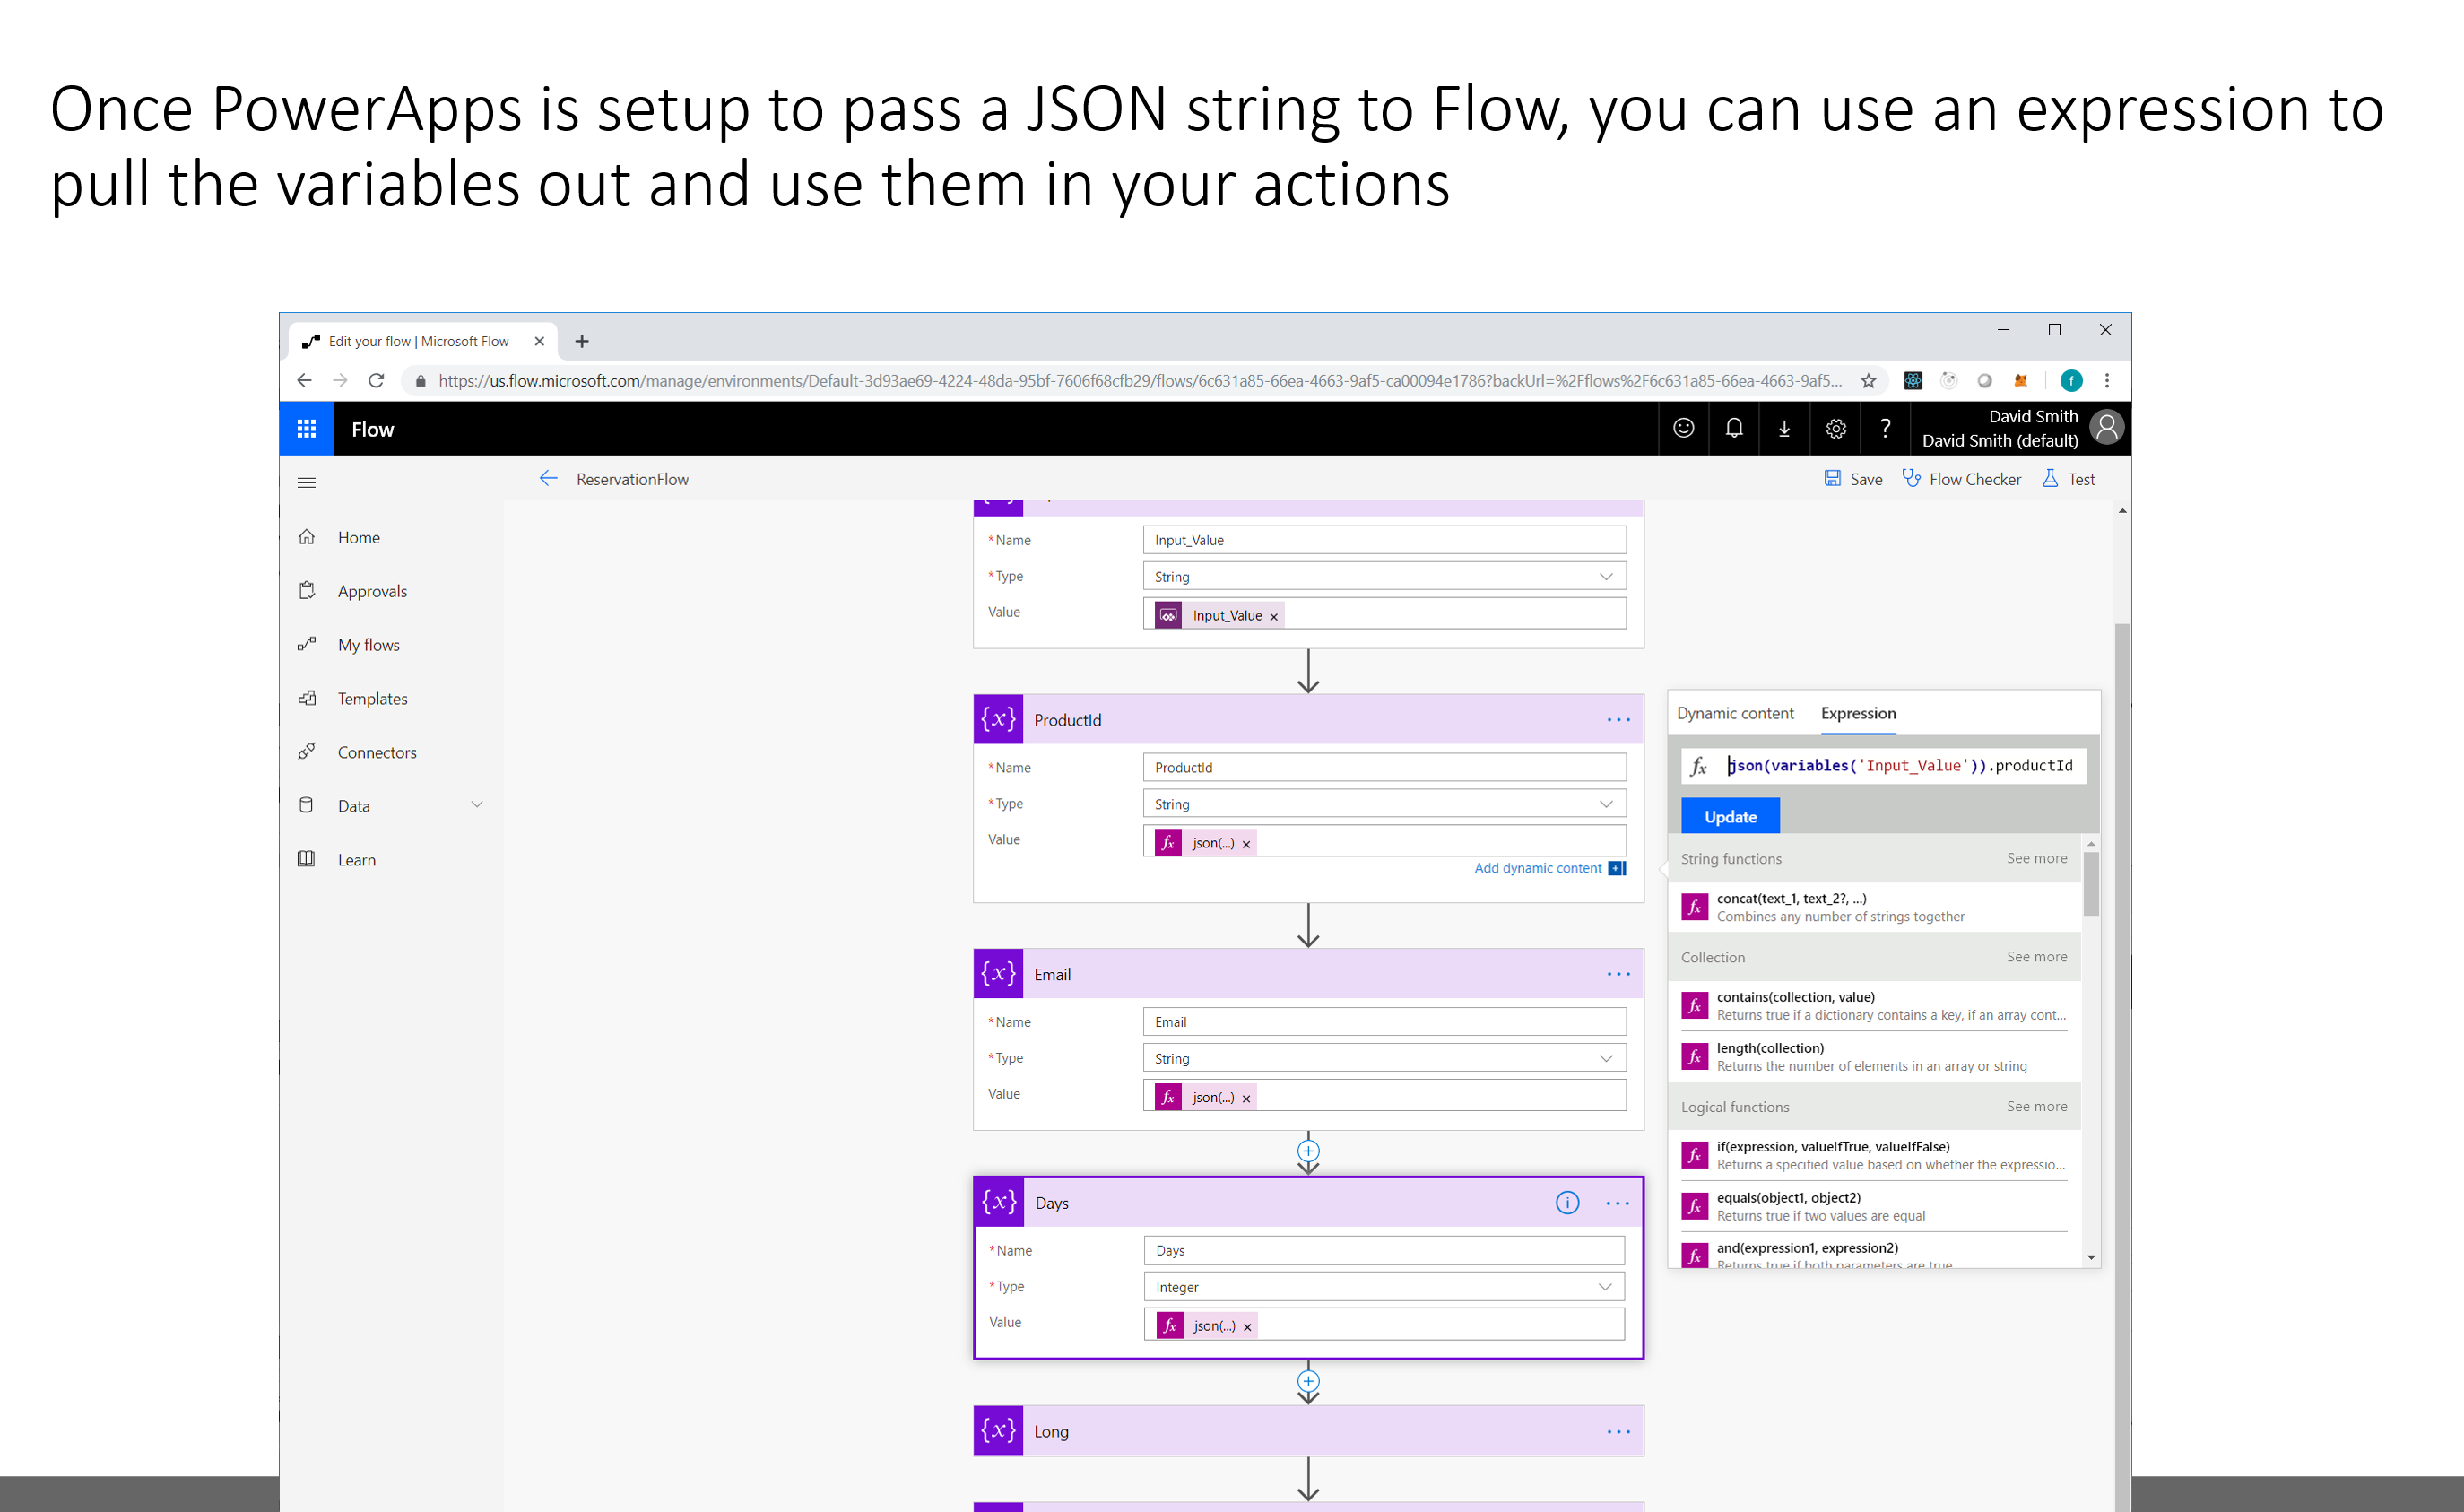 Once PowerApps is setup to pass a JSON string to Flow, you can use an expression to
pull the variables out and use them in your actions
Edit your flow | Microsoft Flow
https://us.flow.microsoft.com/manage/environments/Default-3d93ae69-4224-48da-95bf-7606f68cfb29/flows/6c631a85-66ea-4663-9af5-ca00094e1786?backUrl=%2Fflows%2F6c631a85-66ea-4663-9af5...
f
Flow
?
David Smith
David Smith (default)
ReservationFlow
Save
Flow Checker
Test
Home
Approvals
My flows
Templates
Connectors
Data
Learn
*Name
Input_Value
*Type
String
Value
Input_Value ×
{x} ProductId
*Name
ProductId
*Type
String
Value
fx json(...) ×
Add dynamic content
{x} Email
*Name
Email
*Type
String
Value
fx json(...) ×
{x} Days
*Name
Days
*Type
Integer
Value
fx json(...) ×
{x} Long
Dynamic content
Expression
fx json(variables('Input_Value')).productId
Update
String functions See more
fx concat(text_1, text_2?, ...)
Combines any number of strings together
Collection See more
fx contains(collection, value)
Returns true if a dictionary contains a key, if an array cont...
fx length(collection)
Returns the number of elements in an array or string
Logical functions See more
fx if(expression, valueIfTrue, valueIfFalse)
Returns a specified value based on whether the expressio...
fx equals(object1, object2)
Returns true if two values are equal
fx and(expression1, expression2)
Returns true if both parameters are true